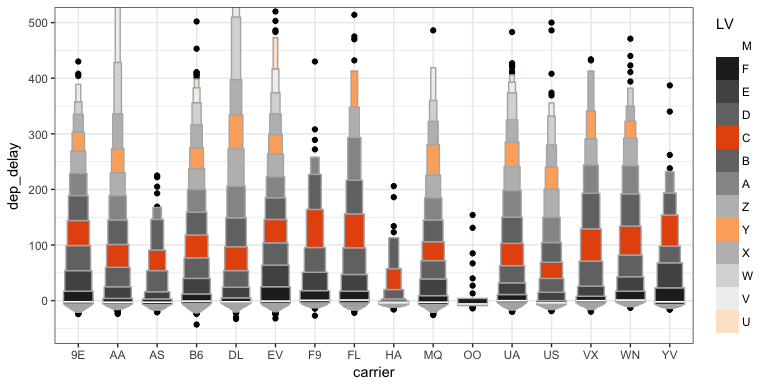 LV
M
F
E
D
C
B
A
Z
Y
X
W
V
U
dep_delay
500
400
300
200
100
0
9E AA AS B6 DL EV F9 FL HA MQ OO UA US VX WN YV
carrier